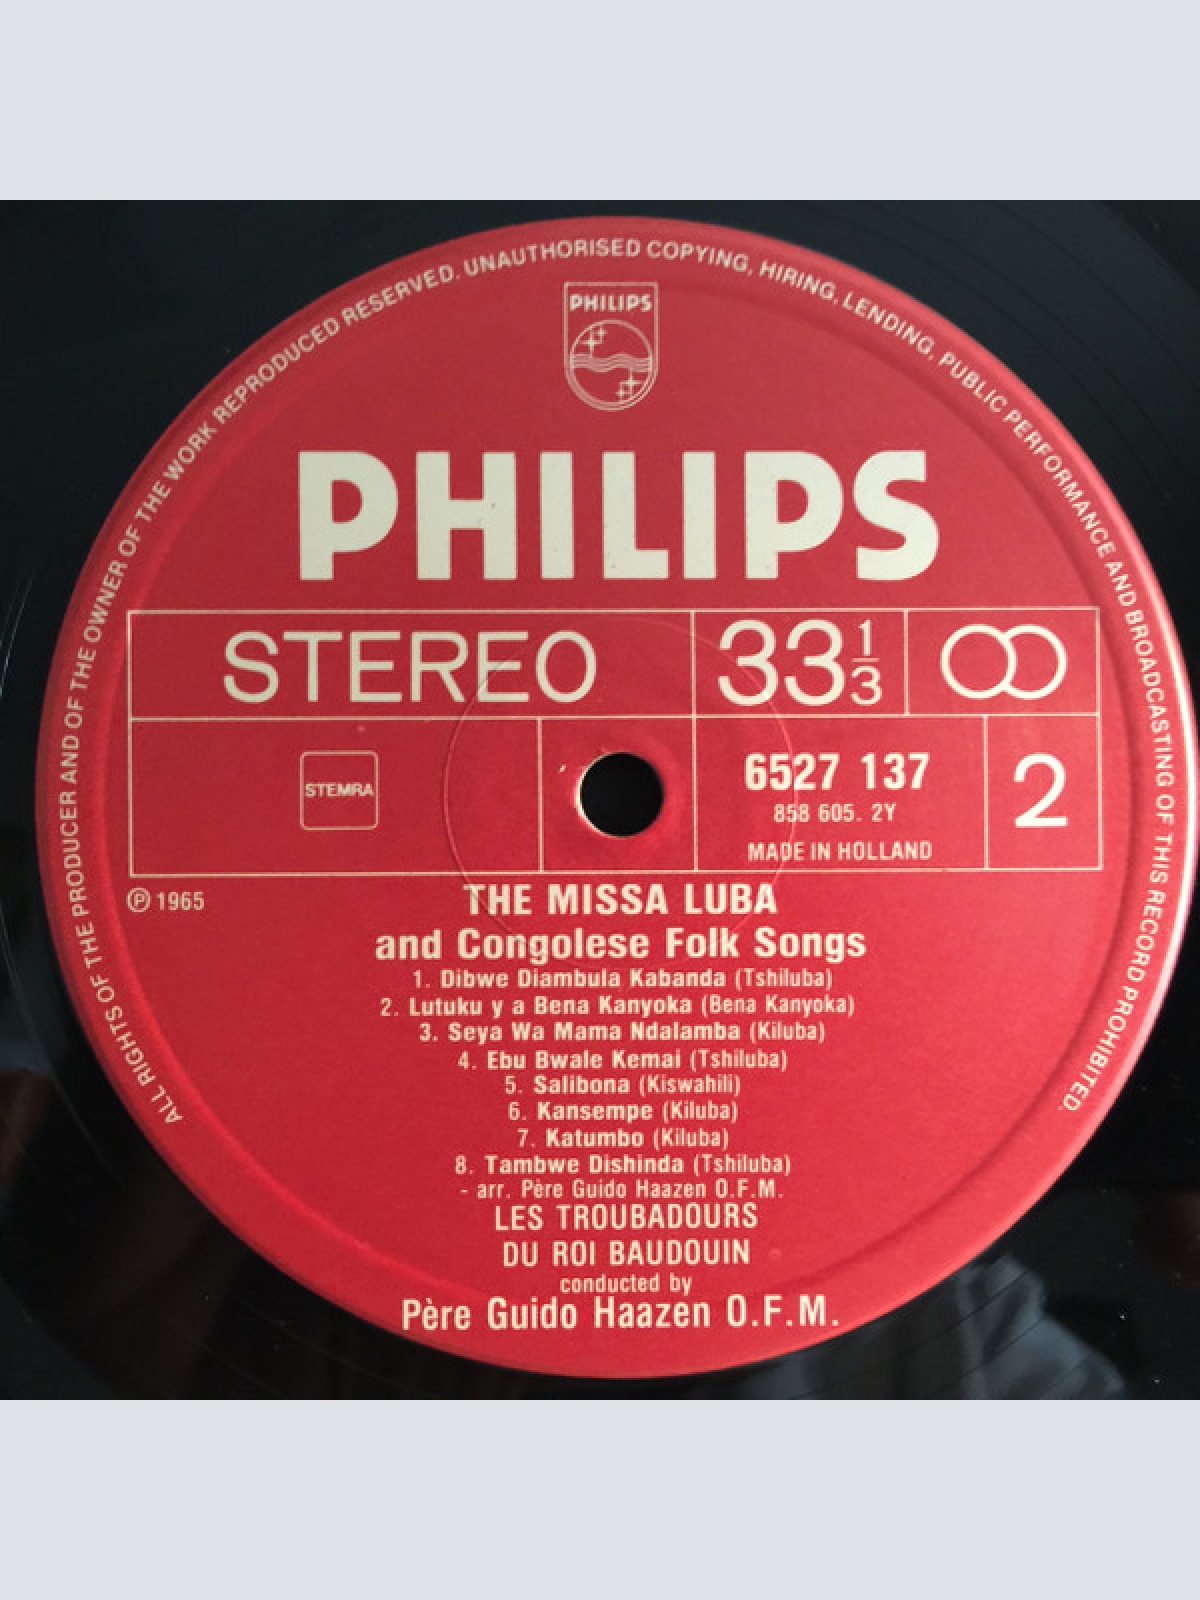 ALL RIGHTS OF THE PRODUCER AND OF THE OWNER OF THE WORK REPRODUCED RESERVED. UNAUTHORISED COPYING, HIRING, LENDING, PUBLIC PERFORMANCE AND BROADCASTING OF THIS RECORD PROHIBITED.
PHILIPS
PHILIPS
STEREO 33 1/3
STEMRA
6527 137
2
858 605. 2Y
MADE IN HOLLAND
℗ 1965
THE MISSA LUBA
and Congolese Folk Songs
1. Dibwe Diambula Kabanda (Tshiluba)
2. Lutuku y a Bena Kanyoka (Bena Kanyoka)
3. Seya Wa Mama Ndalamba (Kiluba)
4. Ebu Bwale Kemai (Tshiluba)
5. Salibona (Kiswahili)
6. Kansempe (Kiluba)
7. Katumbo (Kiluba)
8. Tambwe Dishinda (Tshiluba)
- arr. Père Guido Haazen O.F.M.
LES TROUBADOURS
DU ROI BAUDOUIN
conducted by
Père Guido Haazen O.F.M.